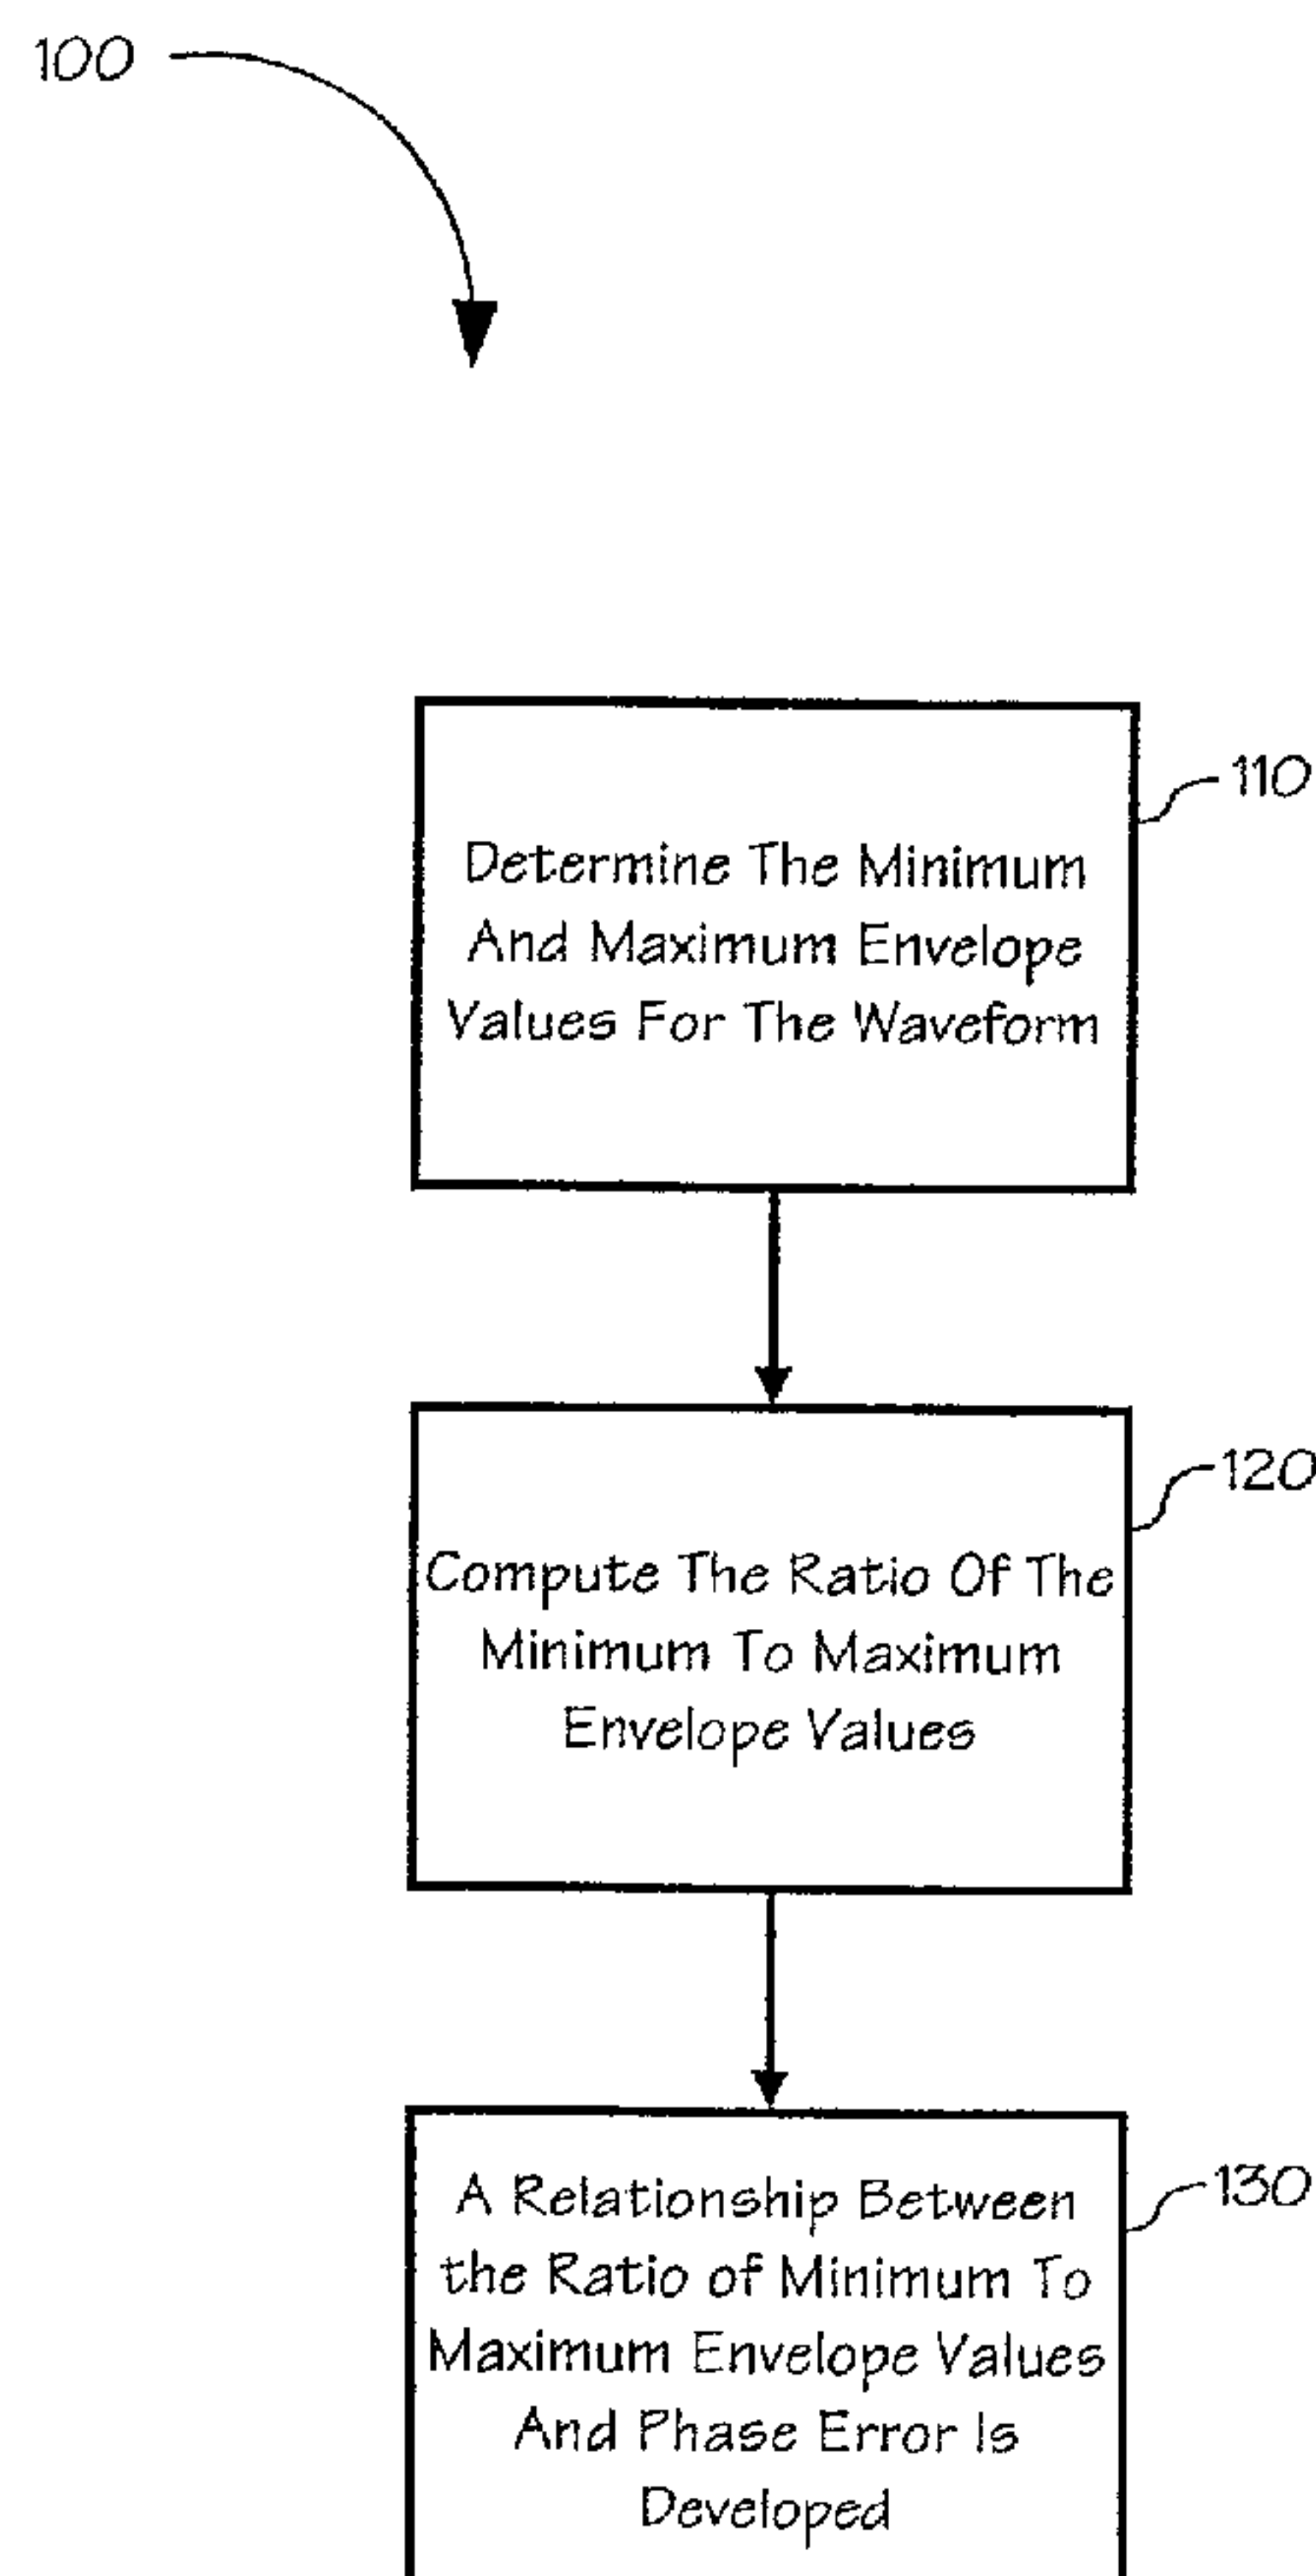 100
110
Determine The Minimum
And Maximum Envelope
Values For The Waveform
120
Compute The Ratio Of The
Minimum To Maximum
Envelope Values
130
A Relationship Between
the Ratio of Minimum To
Maximum Envelope Values
And Phase Error Is
Developed